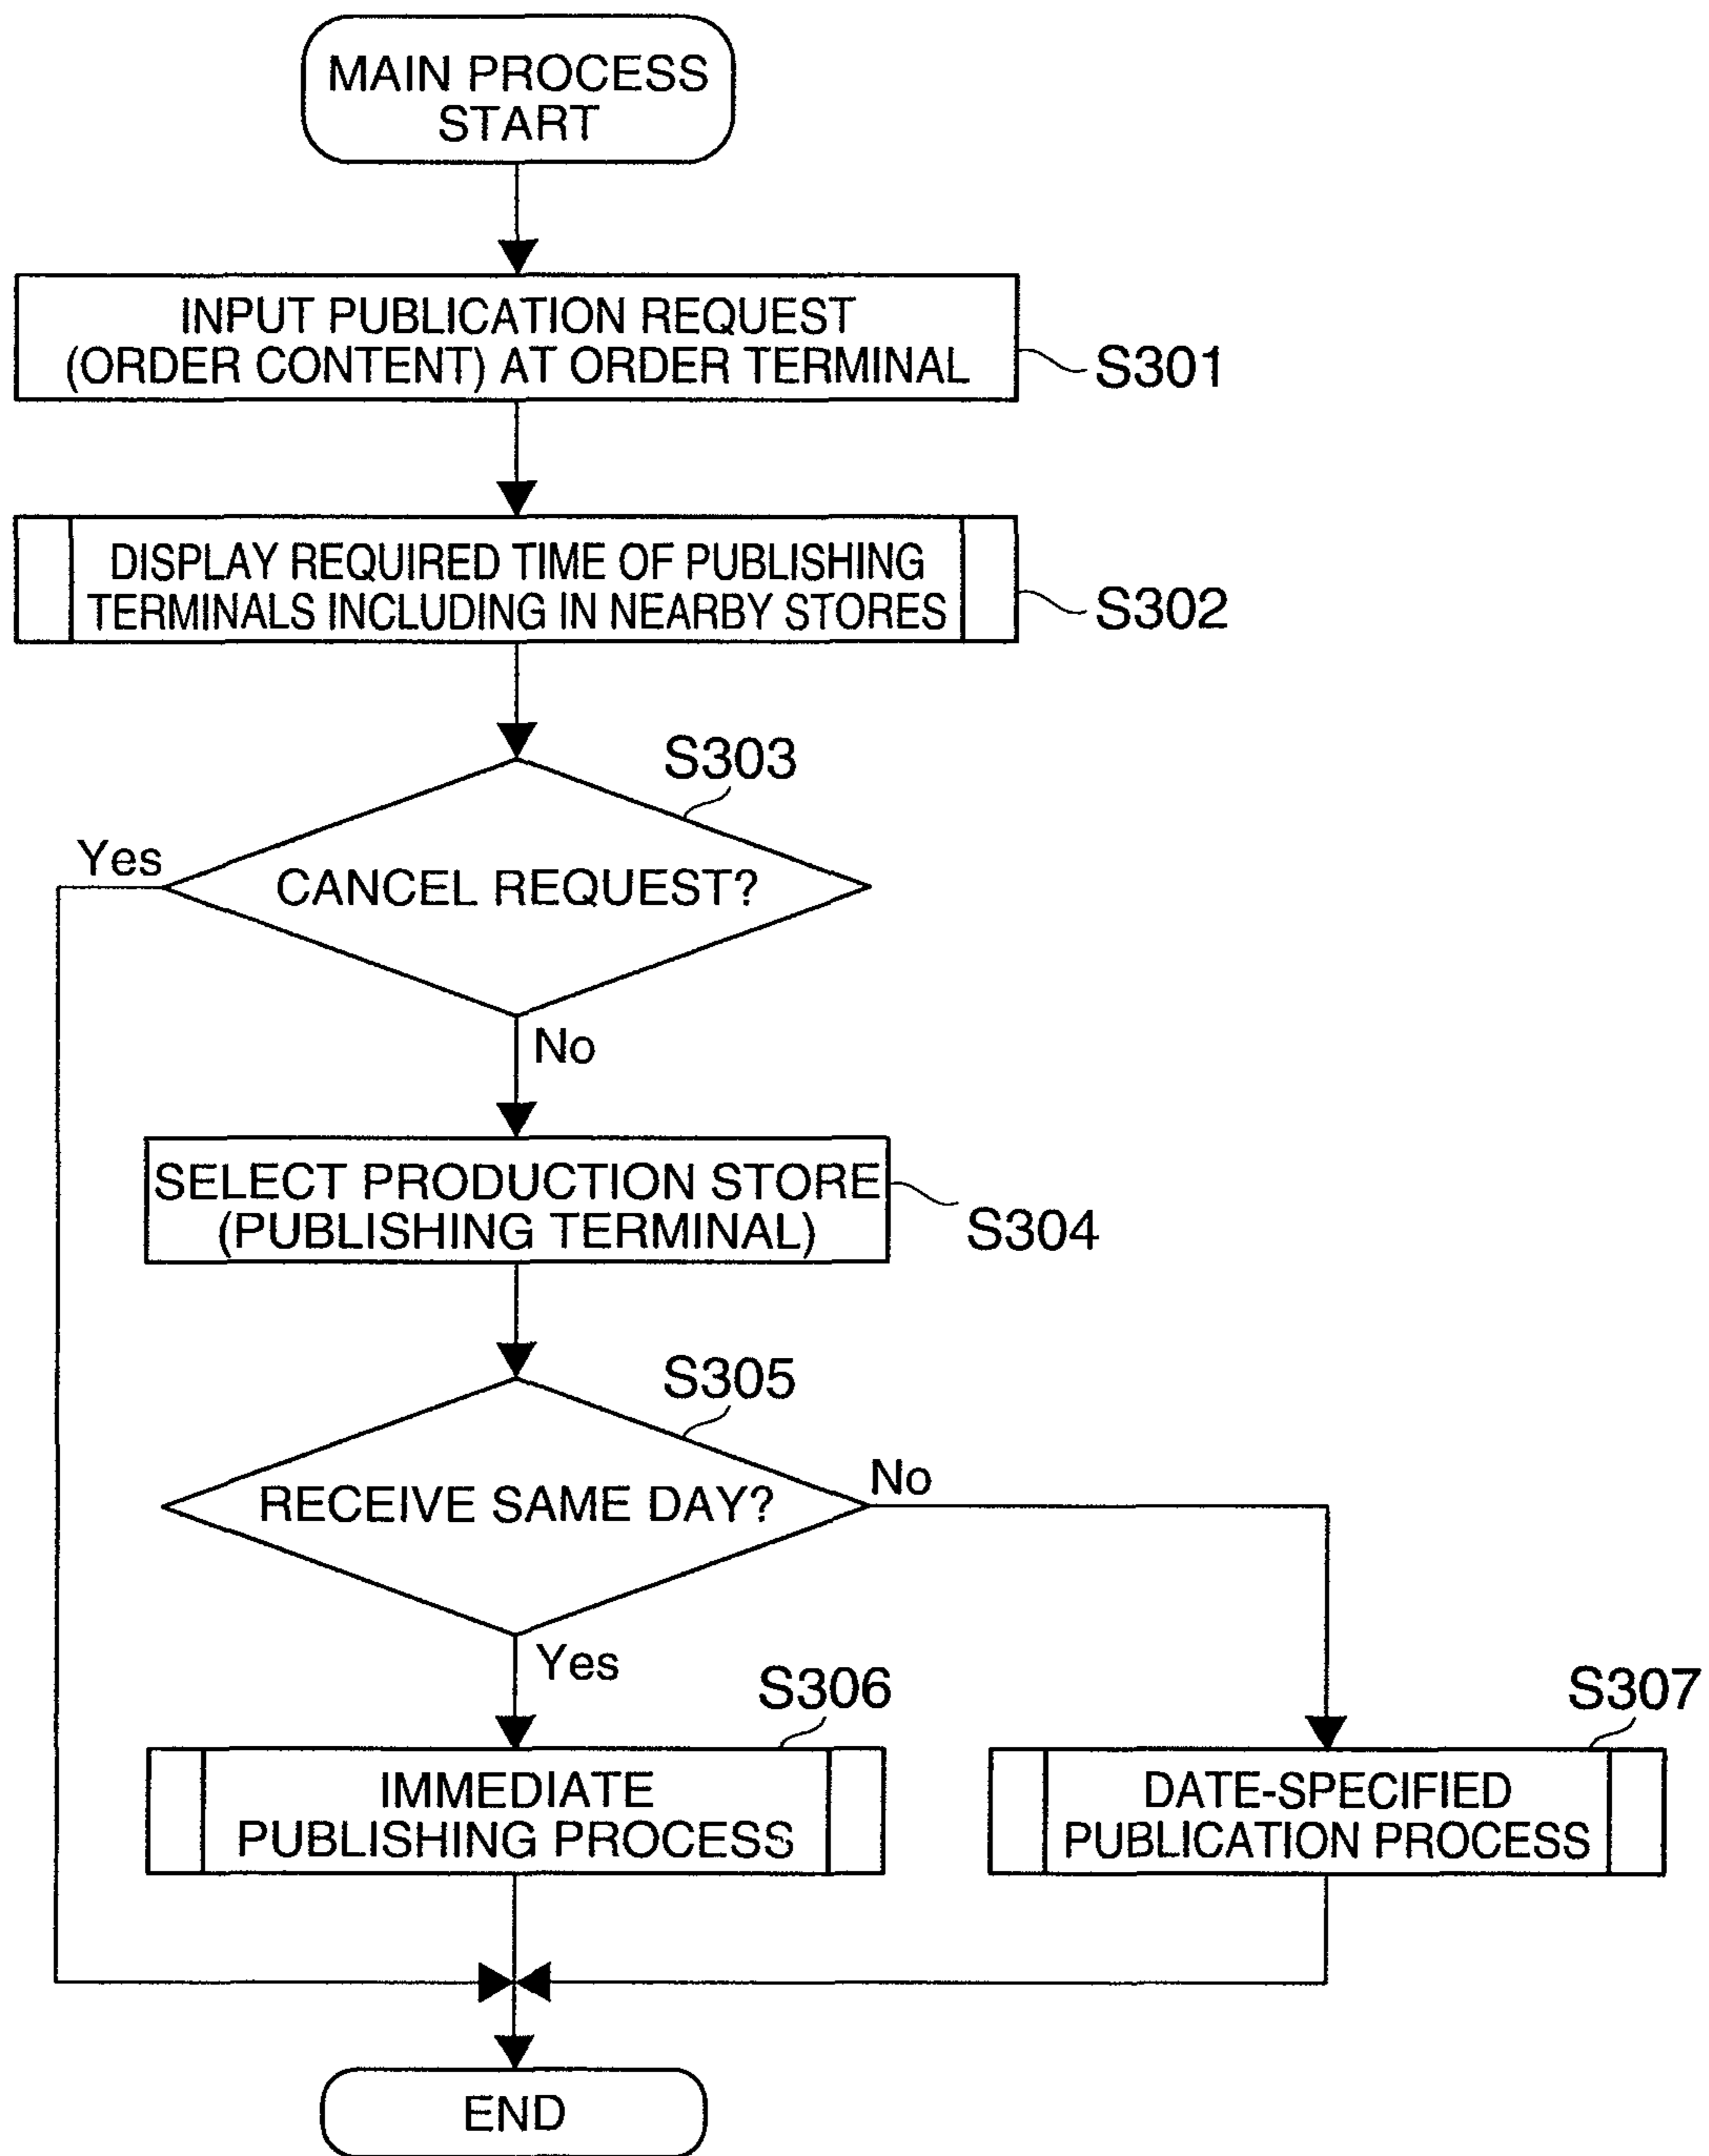 MAIN PROCESS
START
INPUT PUBLICATION REQUEST
(ORDER CONTENT) AT ORDER TERMINAL
S301
DISPLAY REQUIRED TIME OF PUBLISHING
TERMINALS INCLUDING IN NEARBY STORES
S302
S303
Yes
CANCEL REQUEST?
No
SELECT PRODUCTION STORE
(PUBLISHING TERMINAL)
S304
S305
No
RECEIVE SAME DAY?
Yes
S306
S307
IMMEDIATE
PUBLISHING PROCESS
DATE-SPECIFIED
PUBLICATION PROCESS
END